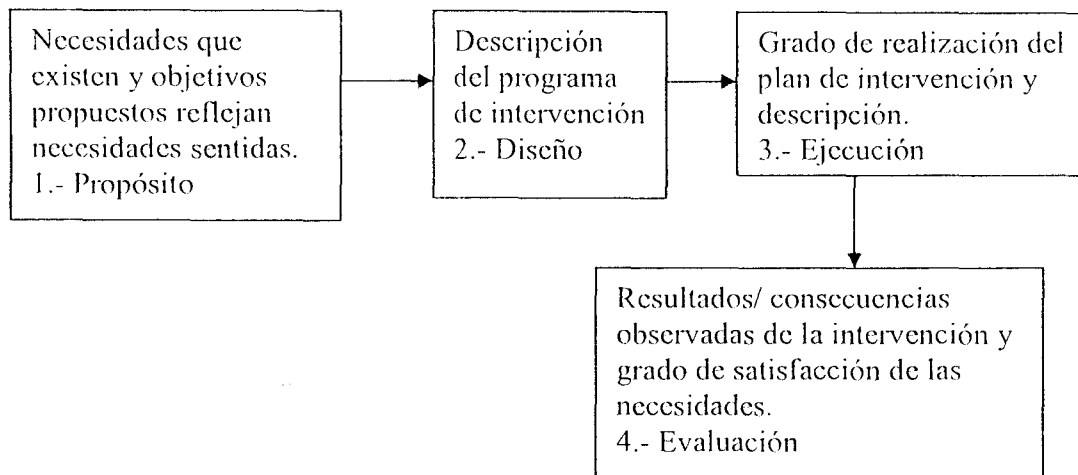 Necesidades que
existen y objetivos
propuestos reflejan
necesidades sentidas.
1.- Propósito
Descripción
del programa
de intervención
2.- Diseño
Grado de realización del
plan de intervención y
descripción.
3.- Ejecución
Resultados/ consecuencias
observadas de la intervención y
grado de satisfacción de las
necesidades.
4.- Evaluación